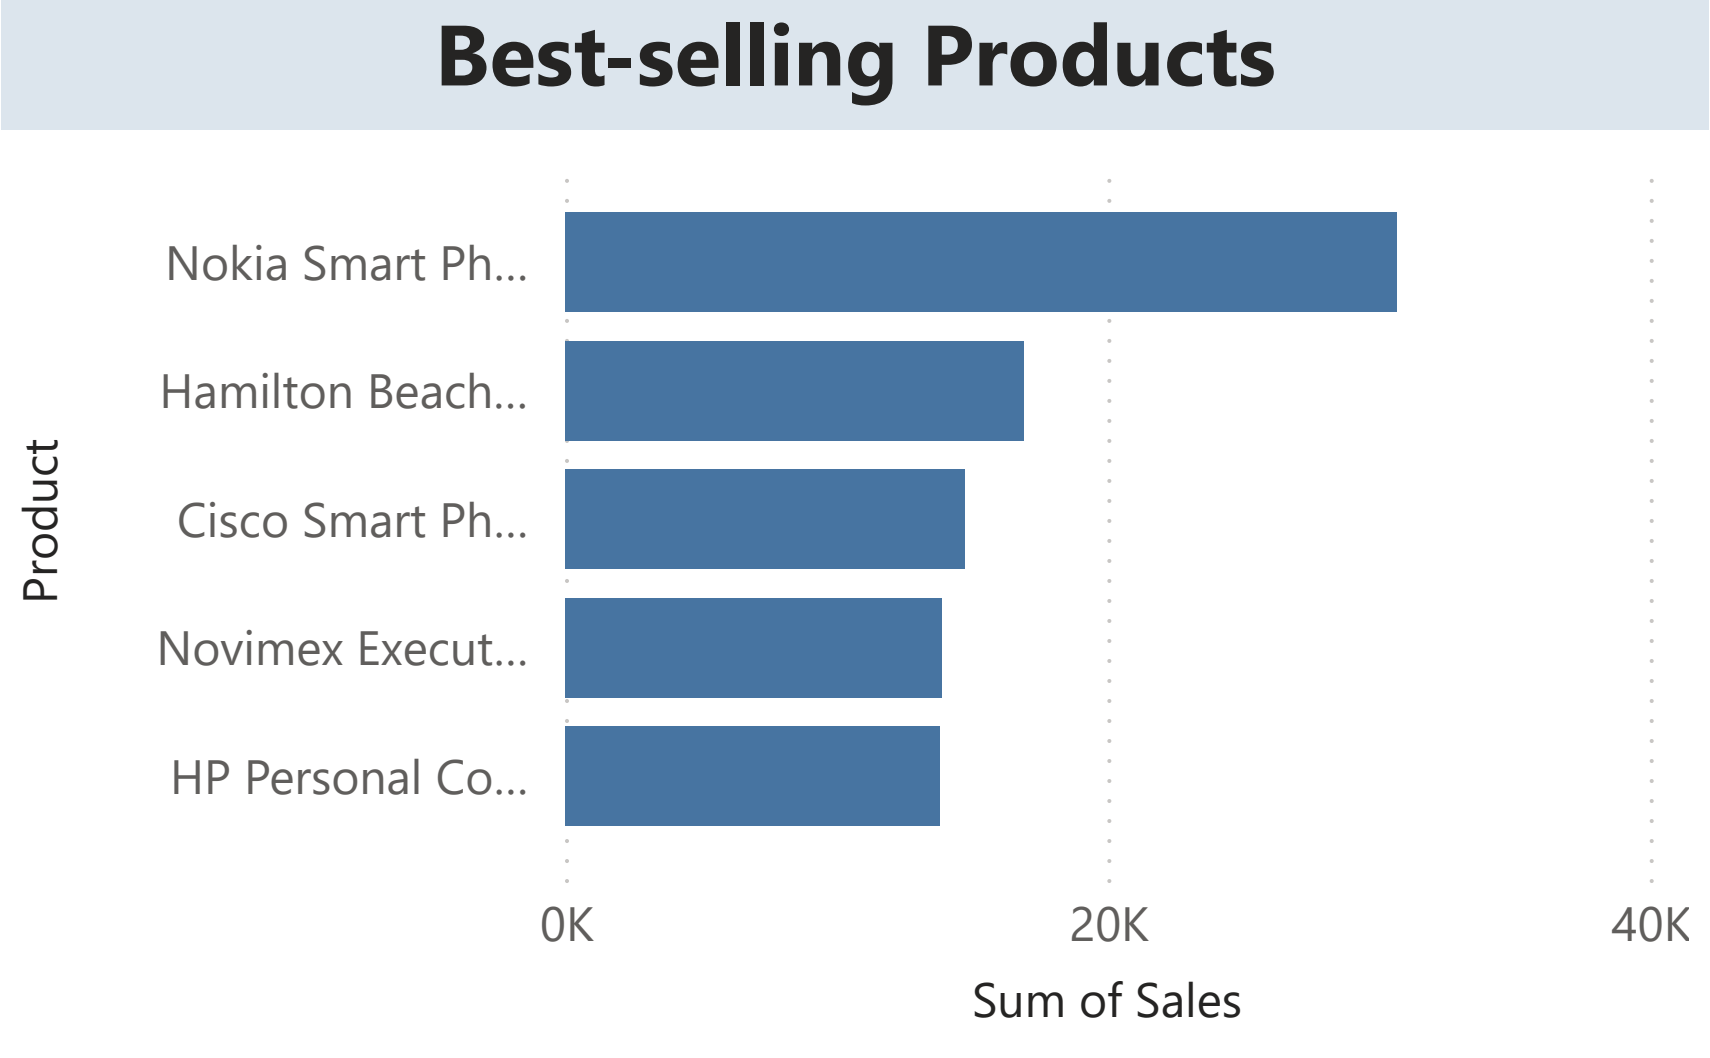 Best-selling Products
Product
Nokia Smart Ph...
Hamilton Beach...
Cisco Smart Ph...
Novimex Execut...
HP Personal Co...
0K 20K 40K
Sum of Sales